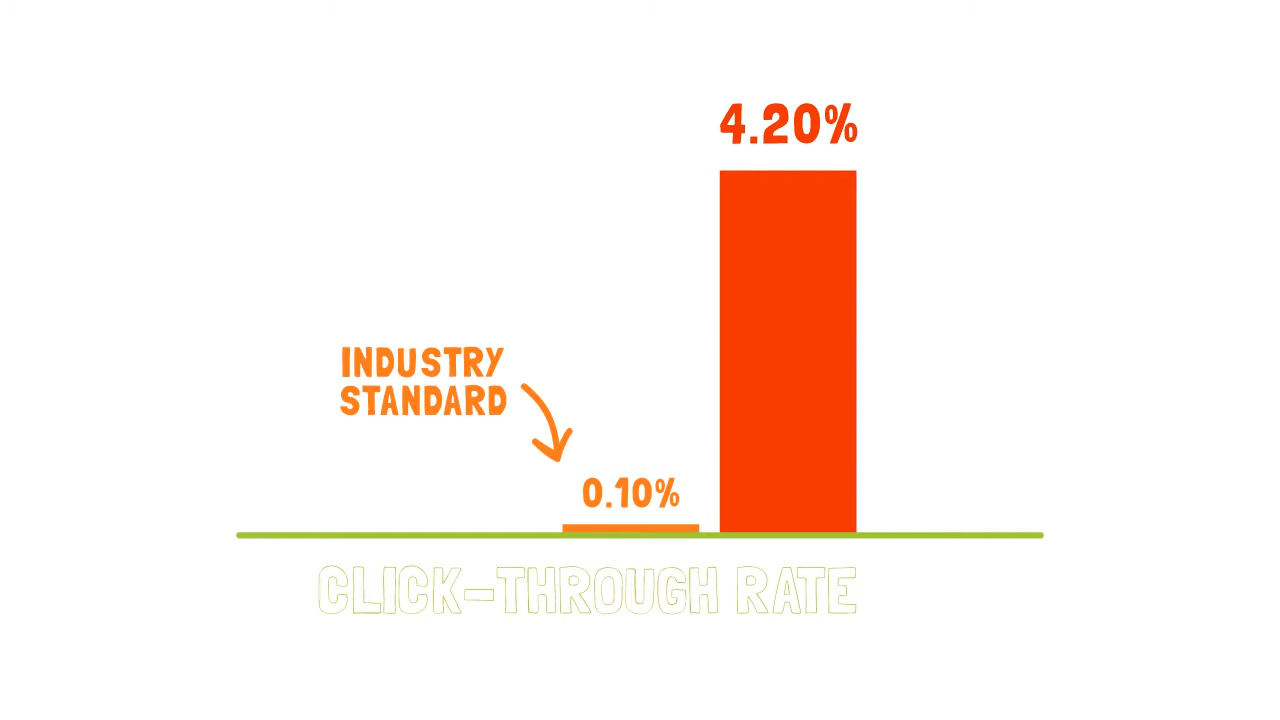 4.20%
INDUSTRY
STANDARD
0.10%
CLICK-THROUGH RATE